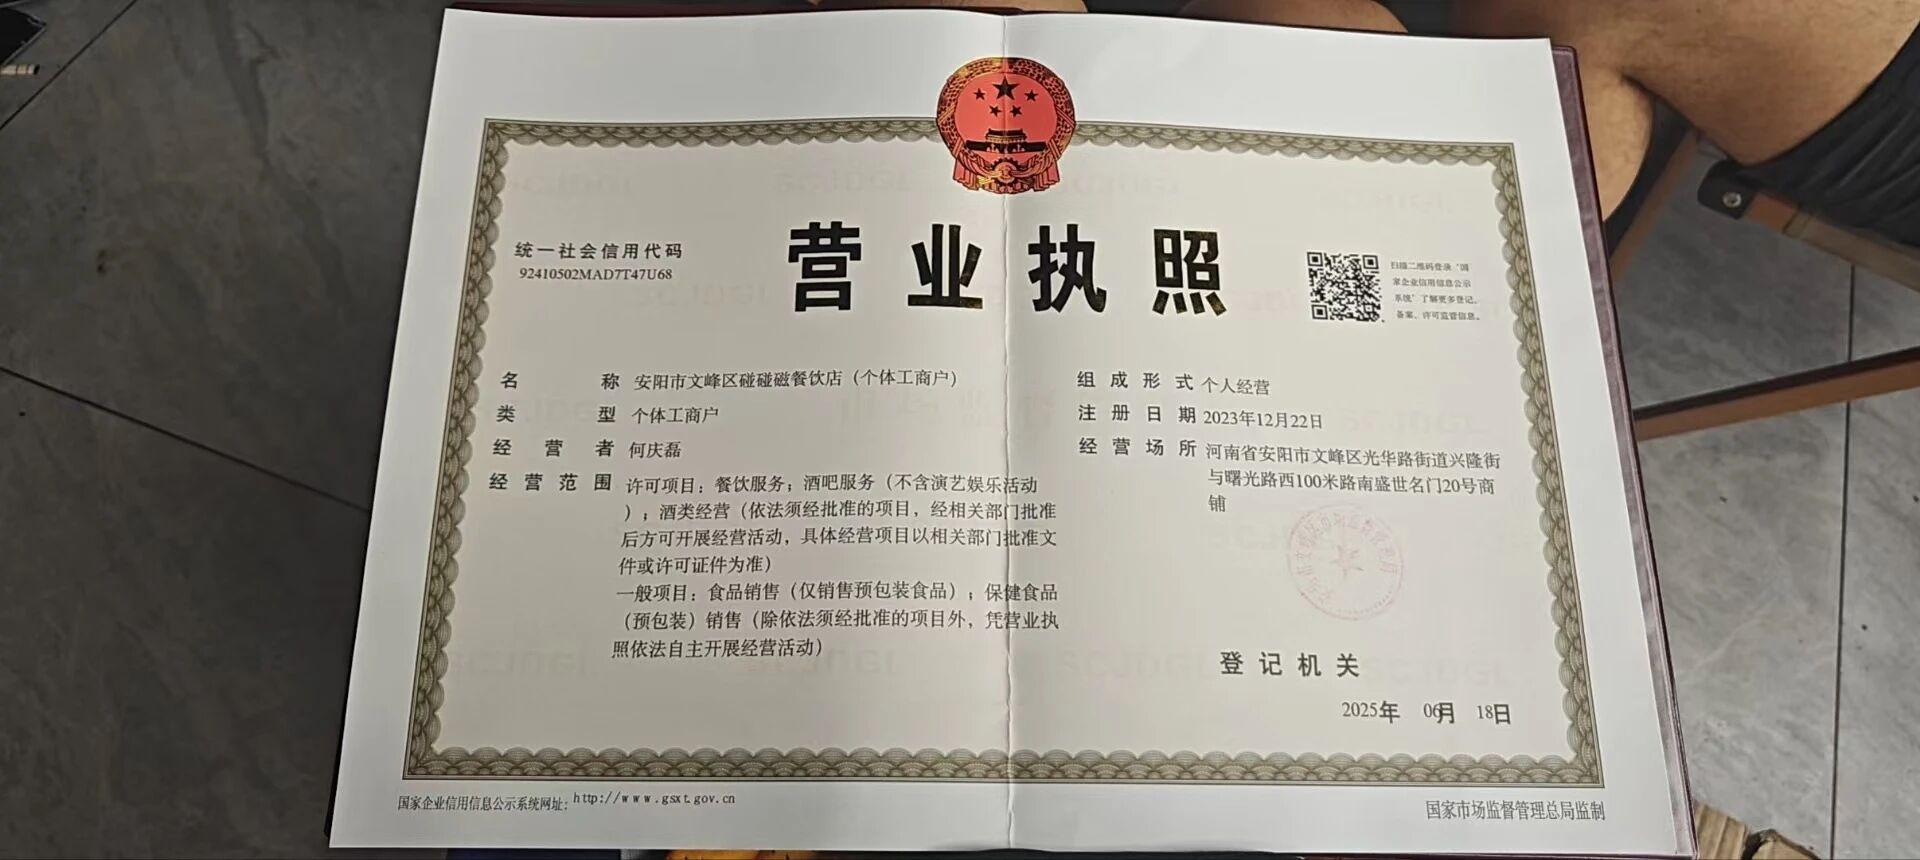 营业执照
统一社会信用代码
92410502MAD7T47U68
扫描二维码登录‘国
家企业信用信息公示
系统’了解更多登记、
备案、许可监管信息。
名称 安阳市文峰区碰碰磁餐饮店（个体工商户）
类型 个体工商户
经营者 何庆磊
经营范围 许可项目：餐饮服务；酒吧服务（不含演艺娱乐活动
）；酒类经营（依法须经批准的项目，经相关部门批准
后方可开展经营活动，具体经营项目以相关部门批准文
件或许可证件为准）
一般项目：食品销售（仅销售预包装食品）；保健食品
（预包装）销售（除依法须经批准的项目外，凭营业执
照依法自主开展经营活动）
组成形式 个人经营
注册日期 2023年12月22日
经营场所 河南省安阳市文峰区光华路街道兴隆街
与曙光路西100米路南盛世名门20号商
铺
登记机关
2025年 06月 18日
国家企业信用信息公示系统网址：http://www.gsxt.gov.cn
国家市场监督管理总局监制